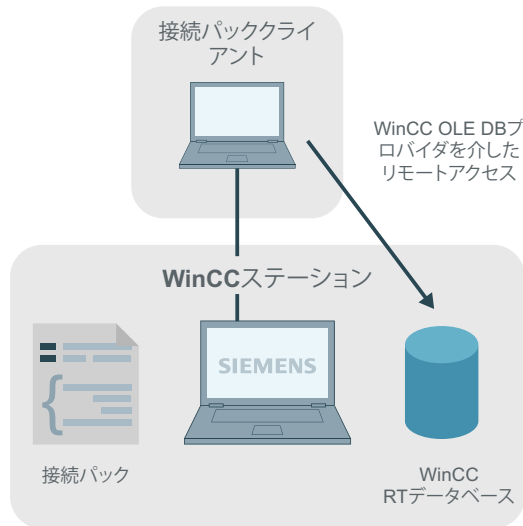 接続パッククライ
アント
WinCC OLE DBプ
ロバイダを介した
リモートアクセス
WinCCステーション
SIEMENS
接続パック
WinCC
RTデータベース